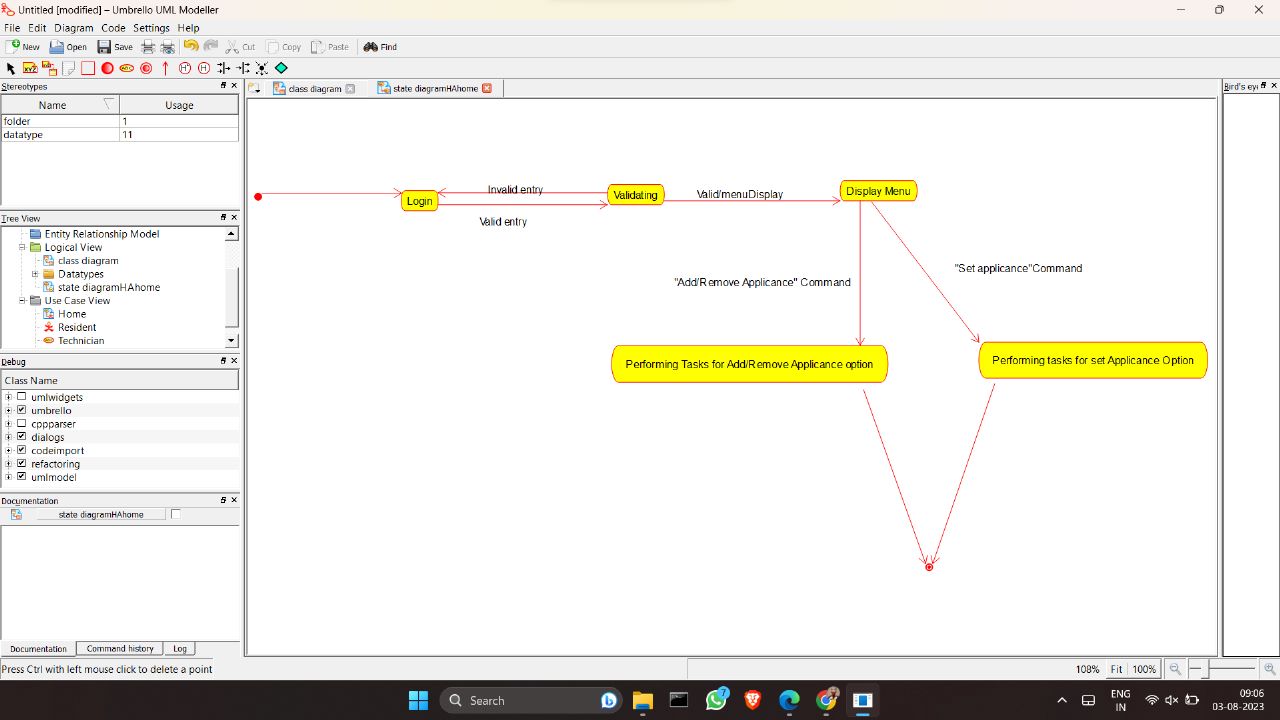 Untitled [modified] – Umbrello UML Modeller
File Edit Diagram Code Settings Help
New Open Save Cut Copy Paste Find
Stereotypes
class diagram state diagramHAhome
Bird's eye
Name Usage
folder 1
datatype 11
Tree View
Entity Relationship Model
Logical View
class diagram
Datatypes
state diagramHAhome
Use Case View
Home
Resident
Technician
Debug
Class Name
umlwidgets
umbrello
cppparser
dialogs
codeimport
refactoring
umlmodel
Documentation
state diagramHAhome
Documentation Command history Log
Press Ctrl with left mouse click to delete a point
Login
Invalid entry
Valid entry
Validating
Valid/menuDisplay
Display Menu
"Add/Remove Applicance" Command
"Set applicance"Command
Performing Tasks for Add/Remove Applicance option
Performing tasks for set Applicance Option
108% Fit 100%
Search
7
ENG
IN
09:06
03-08-2023